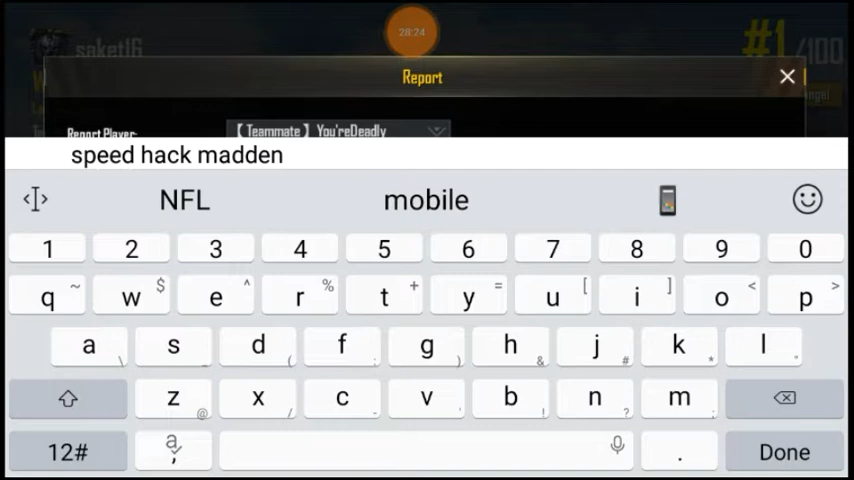 28:24
saket16
#1/100
Report
Report Player:
【Teammate】You'reDeadly
speed hack madden
NFL mobile
1 2 3 4 5 6 7 8 9 0
q ~ w $ e ^ r % t + y = u [ i ] o < p >
a \ s _ d ( f : g ) h & j # k * l "
z @ x / c - v ' b ! n ? m ;
12# a , . Done